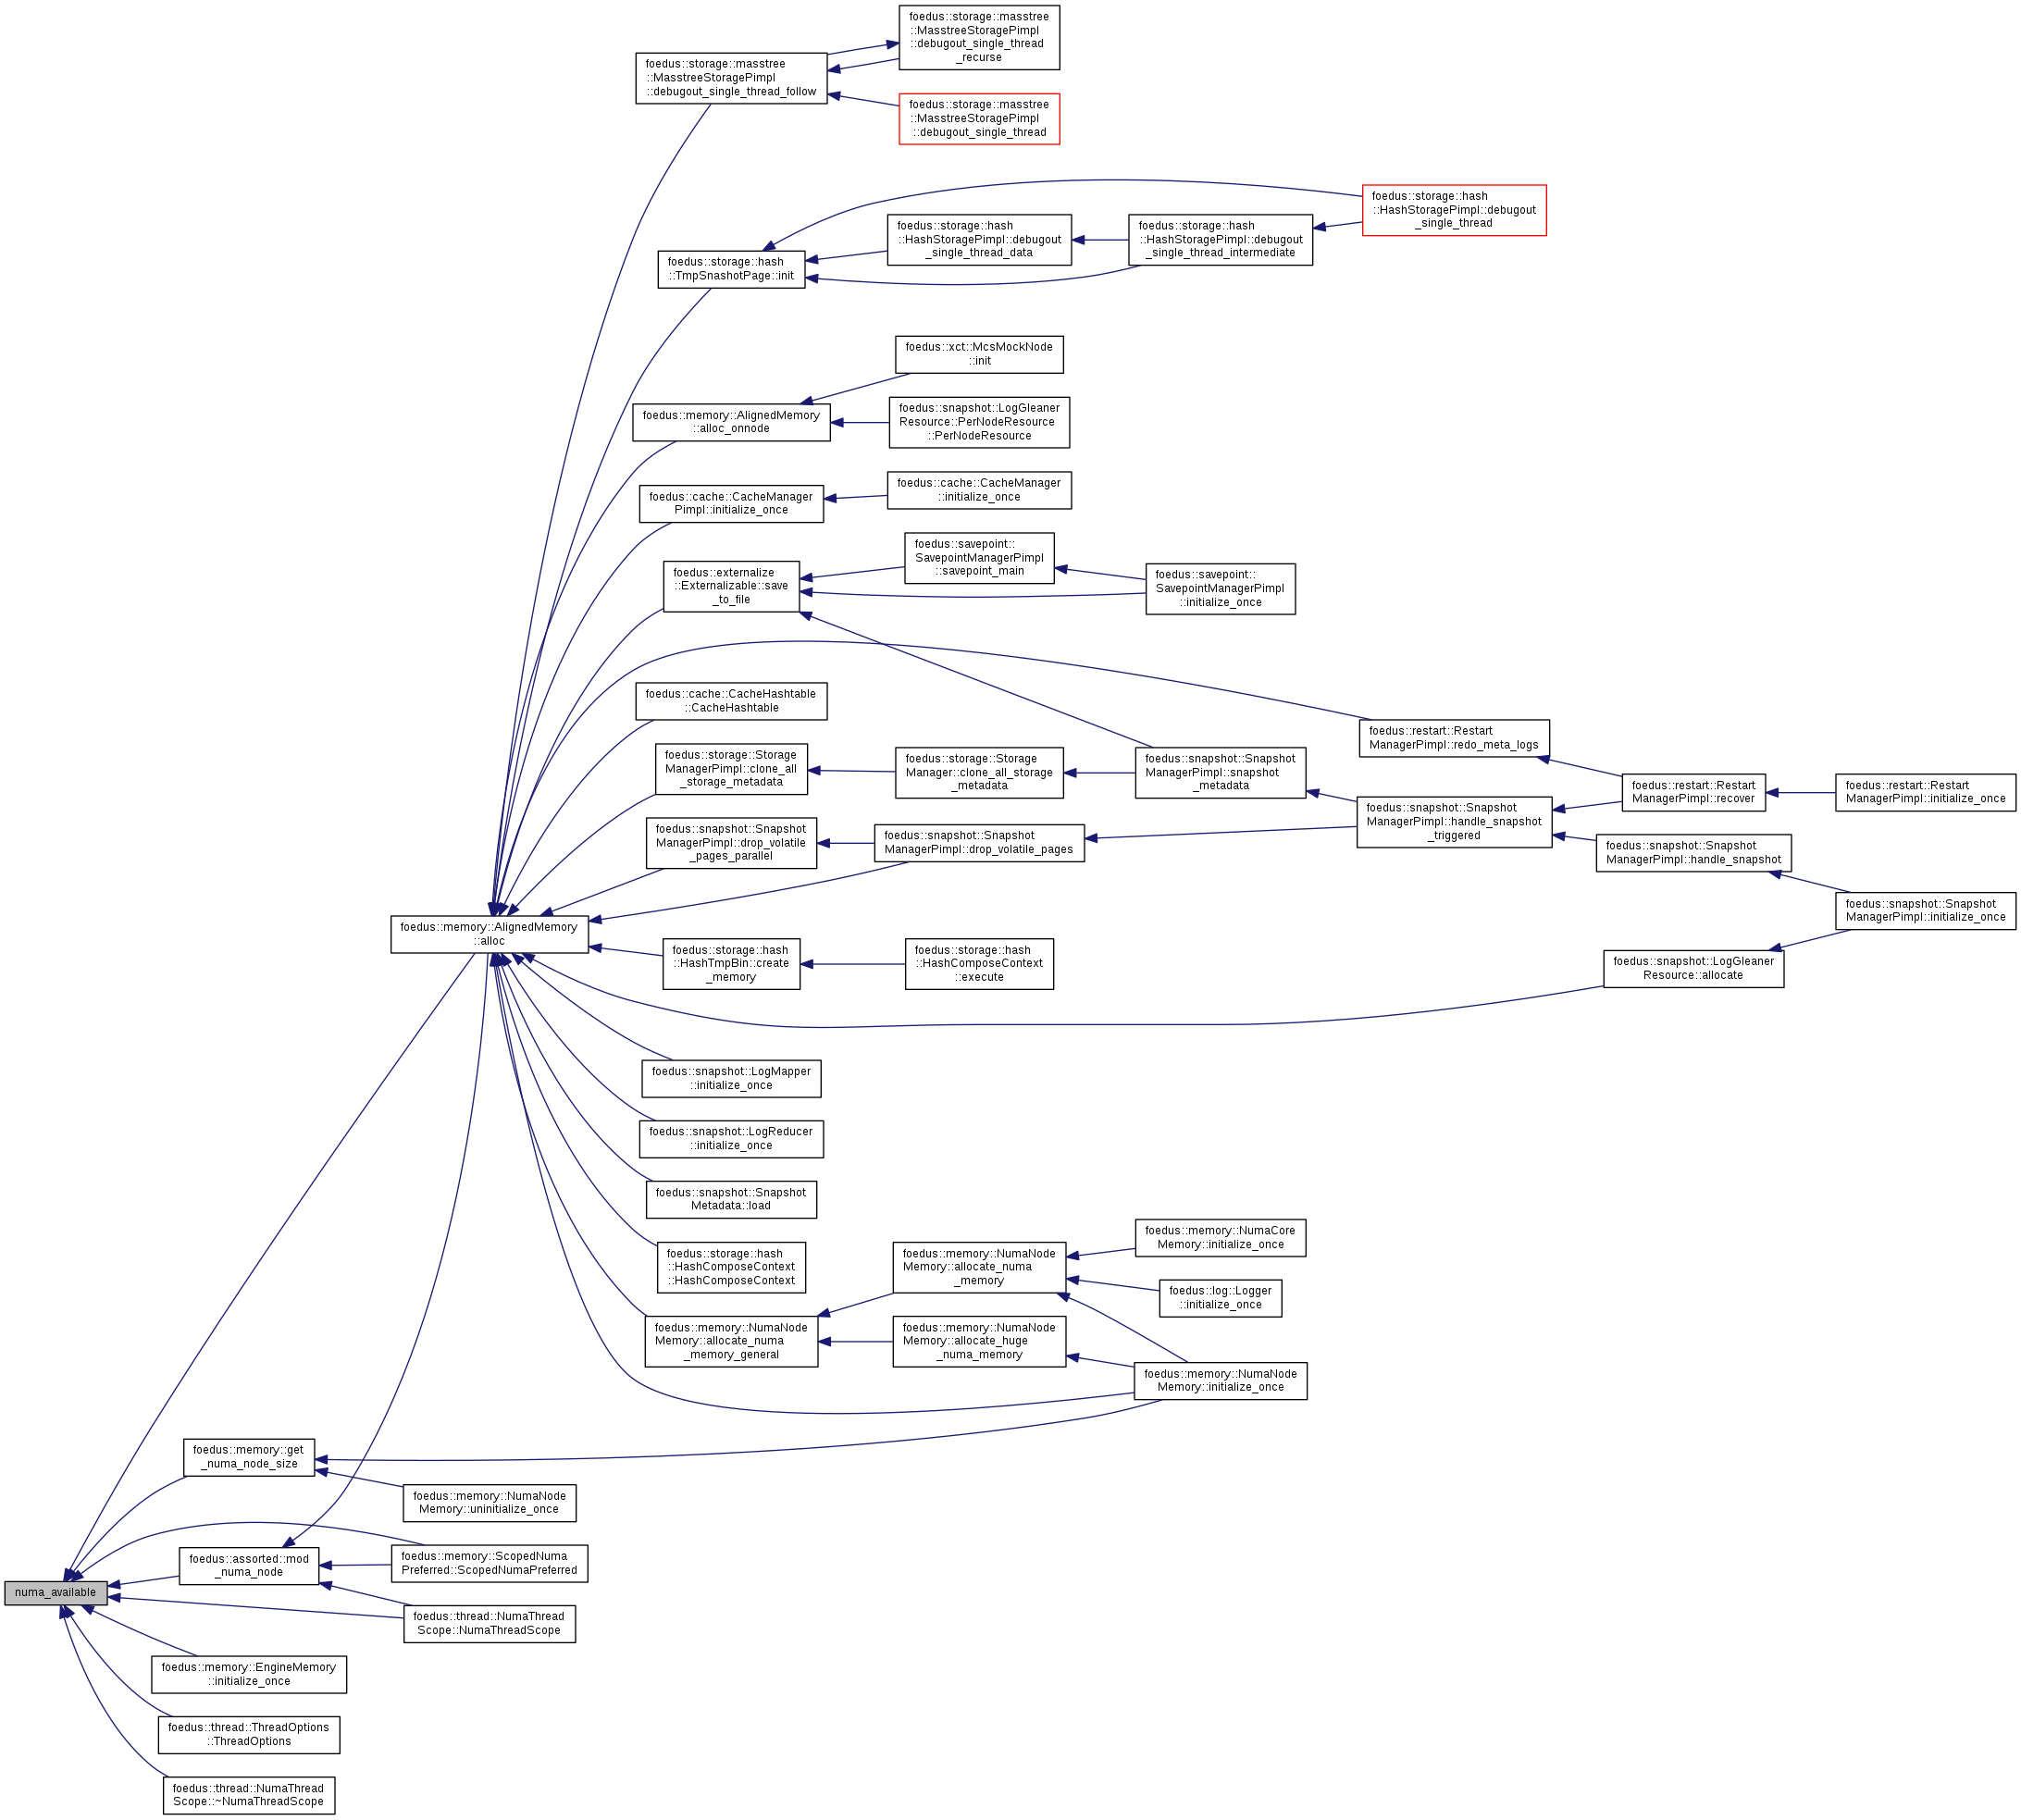 foedus::storage::masstree
::MasstreeStoragePimpl
::debugout_single_thread
_recurse
foedus::storage::masstree
::MasstreeStoragePimpl
::debugout_single_thread_follow
foedus::storage::masstree
::MasstreeStoragePimpl
::debugout_single_thread
foedus::storage::hash
::HashStoragePimpl::debugout
_single_thread
foedus::storage::hash
::HashStoragePimpl::debugout
_single_thread_data
foedus::storage::hash
::HashStoragePimpl::debugout
_single_thread_intermediate
foedus::storage::hash
::TmpSnashotPage::init
foedus::xct::McsMockNode
::init
foedus::memory::AlignedMemory
::alloc_onnode
foedus::snapshot::LogGleaner
Resource::PerNodeResource
::PerNodeResource
foedus::cache::CacheManager
Pimpl::initialize_once
foedus::cache::CacheManager
::initialize_once
foedus::savepoint::
SavepointManagerPimpl
::savepoint_main
foedus::externalize
::Externalizable::save
_to_file
foedus::savepoint::
SavepointManagerPimpl
::initialize_once
foedus::cache::CacheHashtable
::CacheHashtable
foedus::restart::Restart
ManagerPimpl::redo_meta_logs
foedus::storage::Storage
ManagerPimpl::clone_all
_storage_metadata
foedus::storage::Storage
Manager::clone_all_storage
_metadata
foedus::snapshot::Snapshot
ManagerPimpl::snapshot
_metadata
foedus::restart::Restart
ManagerPimpl::recover
foedus::restart::Restart
ManagerPimpl::initialize_once
foedus::snapshot::Snapshot
ManagerPimpl::handle_snapshot
_triggered
foedus::snapshot::Snapshot
ManagerPimpl::drop_volatile
_pages_parallel
foedus::snapshot::Snapshot
ManagerPimpl::drop_volatile_pages
foedus::snapshot::Snapshot
ManagerPimpl::handle_snapshot
foedus::snapshot::Snapshot
ManagerPimpl::initialize_once
foedus::memory::AlignedMemory
::alloc
foedus::storage::hash
::HashTmpBin::create
_memory
foedus::storage::hash
::HashComposeContext
::execute
foedus::snapshot::LogGleaner
Resource::allocate
foedus::snapshot::LogMapper
::initialize_once
foedus::snapshot::LogReducer
::initialize_once
foedus::snapshot::Snapshot
Metadata::load
foedus::storage::hash
::HashComposeContext
::HashComposeContext
foedus::memory::NumaNode
Memory::allocate_numa
_memory
foedus::memory::NumaCore
Memory::initialize_once
foedus::log::Logger
::initialize_once
foedus::memory::NumaNode
Memory::allocate_numa
_memory_general
foedus::memory::NumaNode
Memory::allocate_huge
_numa_memory
foedus::memory::NumaNode
Memory::initialize_once
foedus::memory::get
_numa_node_size
foedus::memory::NumaNode
Memory::uninitialize_once
foedus::assorted::mod
_numa_node
foedus::memory::ScopedNuma
Preferred::ScopedNumaPreferred
numa_available
foedus::thread::NumaThread
Scope::NumaThreadScope
foedus::memory::EngineMemory
::initialize_once
foedus::thread::ThreadOptions
::ThreadOptions
foedus::thread::NumaThread
Scope::~NumaThreadScope